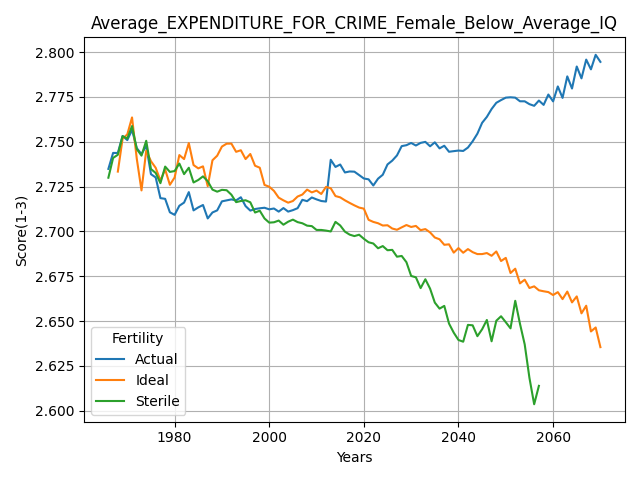 Average_EXPENDITURE_FOR_CRIME_Female_Below_Average_IQ
2.800
2.775
2.750
2.725
2.700
2.675
2.650
2.625
2.600
Score(1-3)
Fertility
Actual
Ideal
Sterile
1980 2000 2020 2040 2060
Years